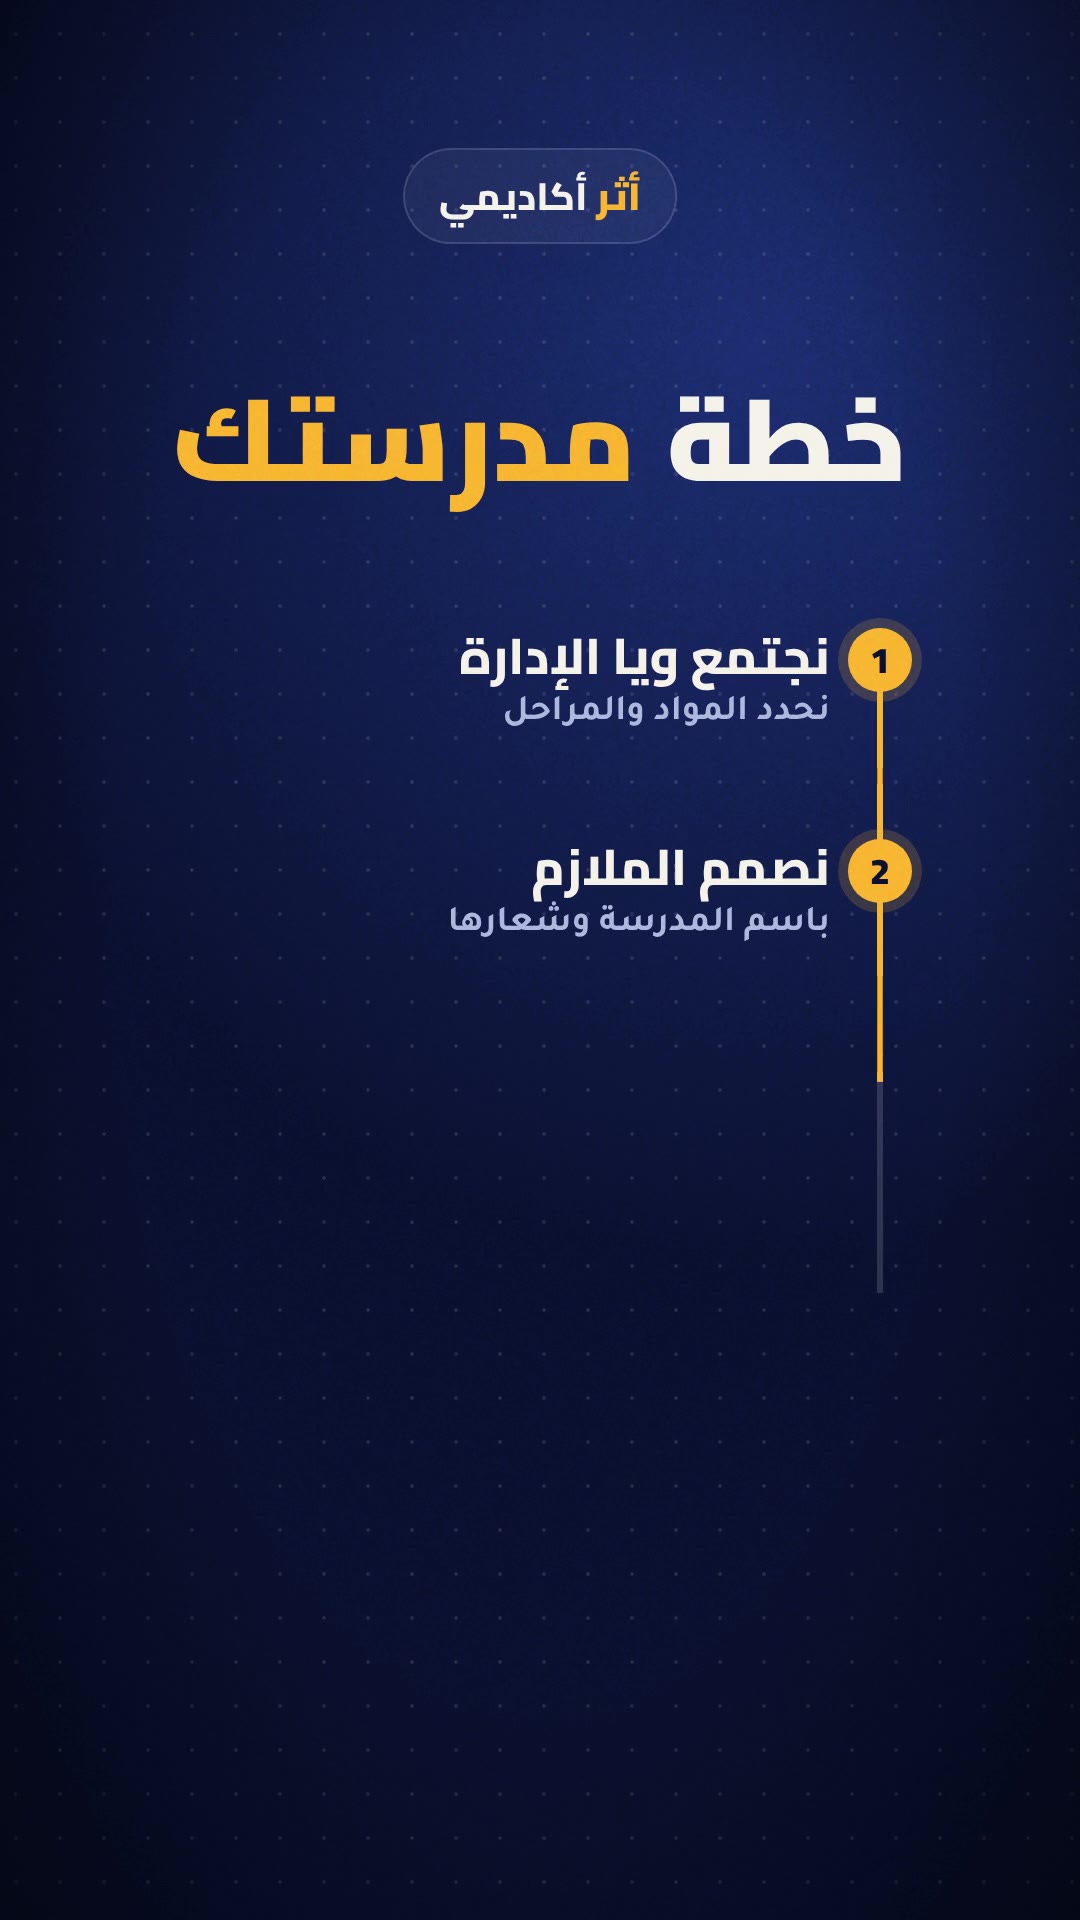 أثر أكاديمي
خطة مدرستك
1
نجتمع ويا الإدارة
نحدد المواد والمراحل
2
نصمم الملازم
باسم المدرسة وشعارها